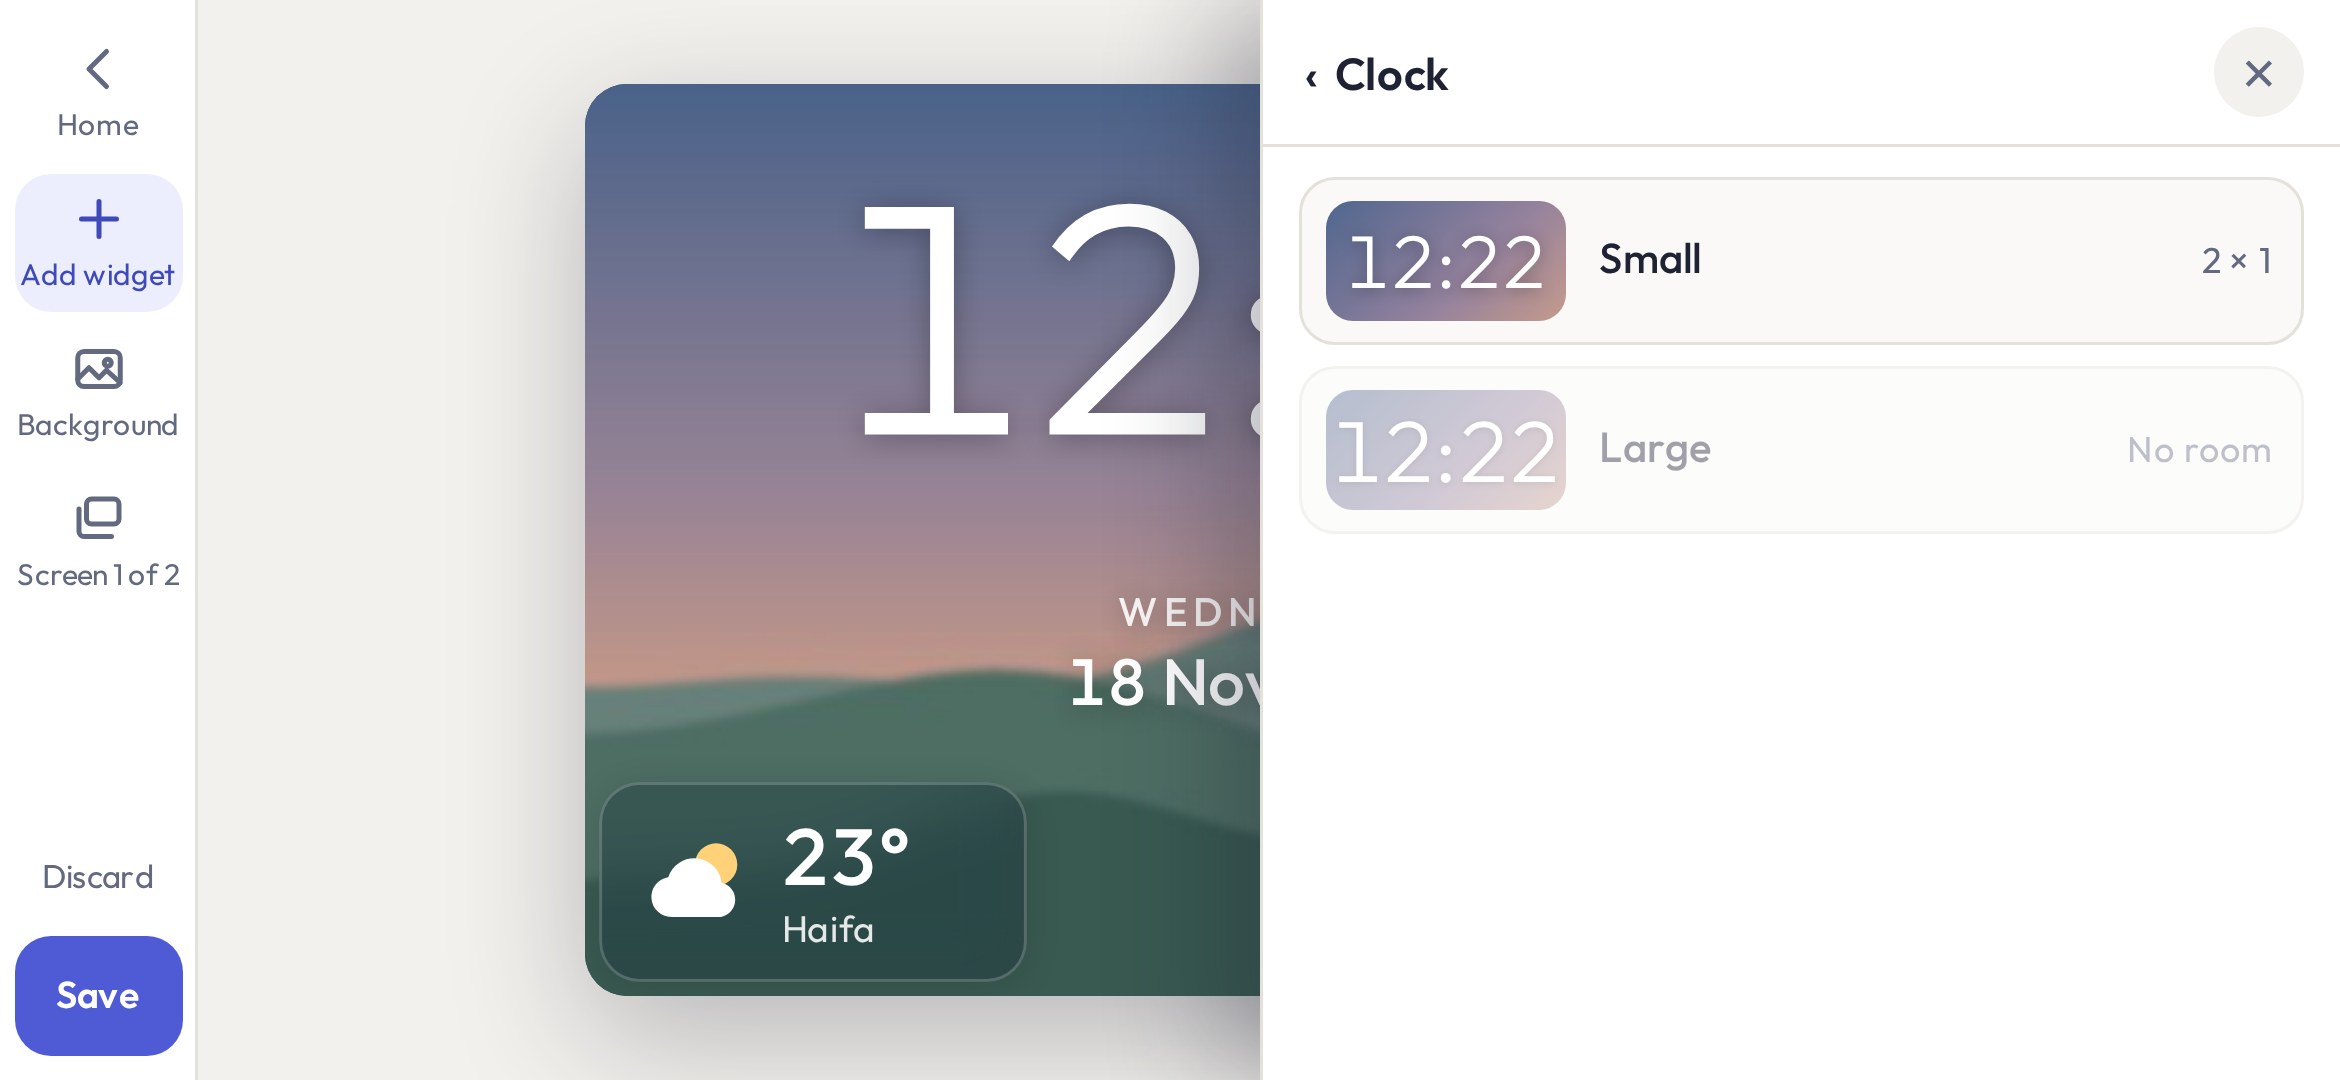 Home
Add widget
Background
Screen 1 of 2
Discard
Save
12:
WEDN
18 Nov
23°
Haifa
‹ Clock
12:22 Small 2 × 1
12:22 Large No room